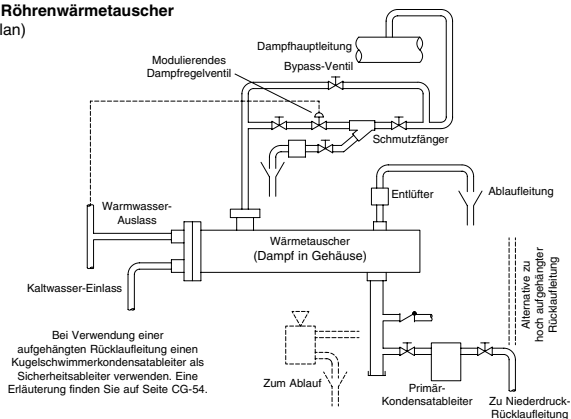 Röhrenwärmetauscher
lan)
Dampfhauptleitung
Modulierendes
Dampfregelventil
Bypass-Ventil
Schmutzfänger
Entlüfter
Ablaufleitung
Warmwasser-
Auslass
Wärmetauscher
(Dampf in Gehäuse)
Kaltwasser-Einlass
Alternative zu
hoch aufgehängter
Rücklaufleitung
Bei Verwendung einer
aufgehängten Rücklaufleitung einen
Kugelschwimmerkondensatableiter als
Sicherheitsableiter verwenden. Eine
Erläuterung finden Sie auf Seite CG-54.
Zum Ablauf
Primär-
Kondensatableiter
Zu Niederdruck-
Rücklaufleitung